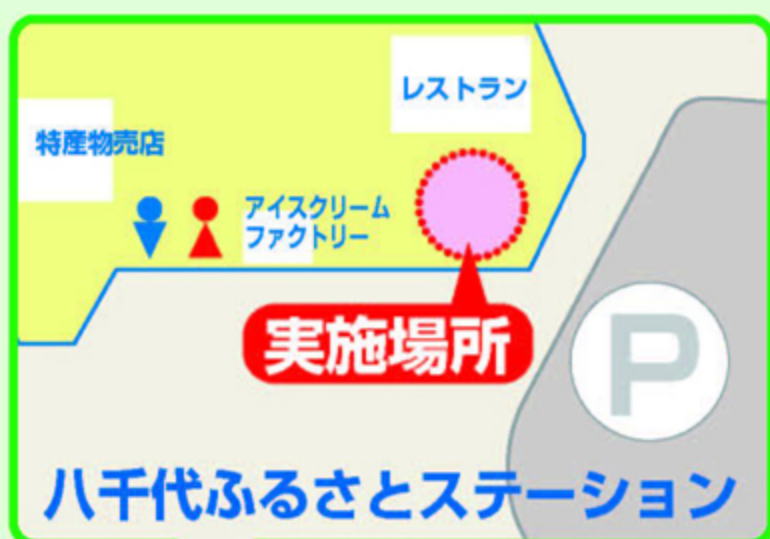 レストラン
特産物売店
アイスクリーム
ファクトリー
実施場所
P
八千代ふるさとステーション